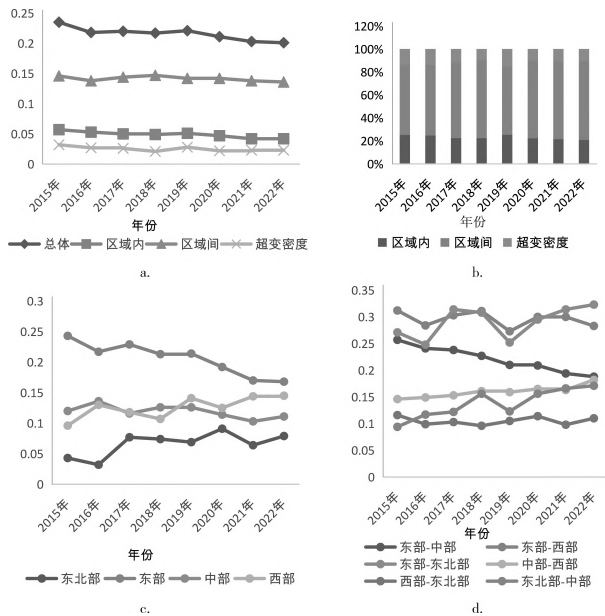 0.25
0.2
0.15
0.1
0.05
0
2015年 2016年 2017年 2018年 2019年 2020年 2021年 2022年
年份
总体 区域内 区域间 超变密度
a.
120%
100%
80%
60%
40%
20%
0%
2015年 2016年 2017年 2018年 2019年 2020年 2021年 2022年
年份
区域内 区域间 超变密度
b.
0.3
0.25
0.2
0.15
0.1
0.05
0
2015年 2016年 2017年 2018年 2019年 2020年 2021年 2022年
年份
东北部 东部 中部 西部
c.
0.35
0.3
0.25
0.2
0.15
0.1
0.05
0
2015年 2016年 2017年 2018年 2019年 2020年 2021年 2022年
年份
东部-中部 东部-西部
东部-东北部 中部-西部
西部-东北部 东北部-中部
d.